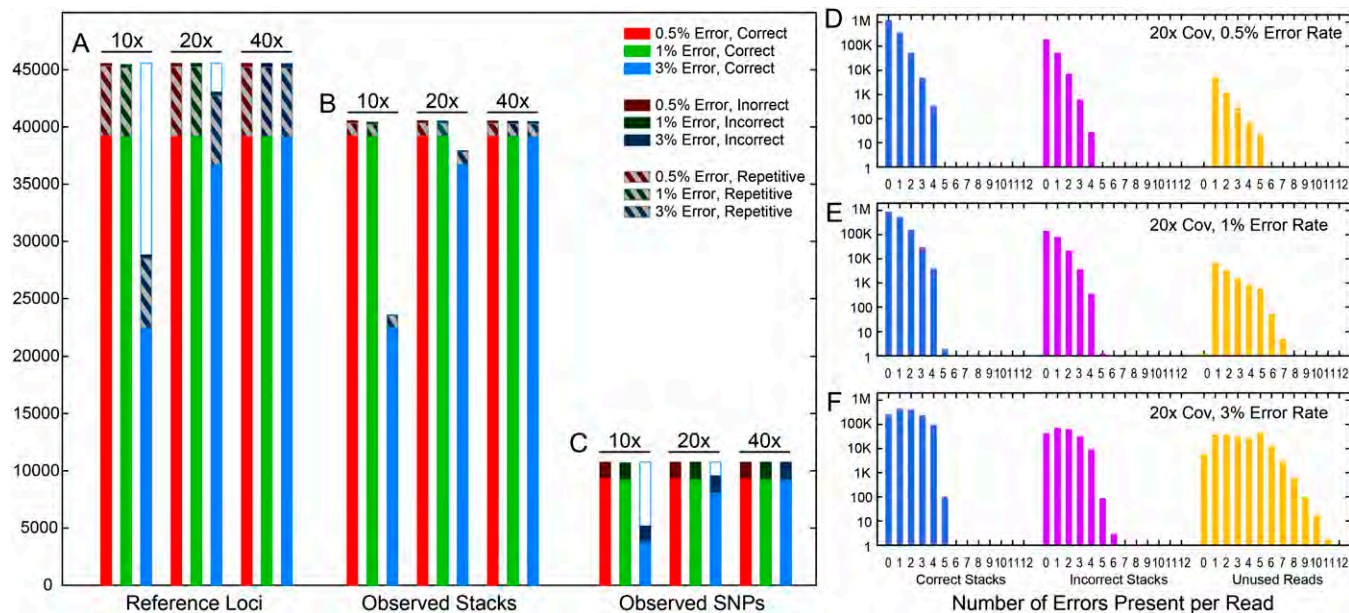 A
10x 20x 40x
45000
40000
35000
30000
25000
20000
15000
10000
5000
0
B
10x 20x 40x
C
10x 20x 40x
0.5% Error, Correct
1% Error, Correct
3% Error, Correct
0.5% Error, Inorrect
1% Error, Incorrect
3% Error, Incorrect
0.5% Error, Repetitive
1% Error, Repetitive
3% Error, Repetitive
Reference Loci Observed Stacks Observed SNPs
D
20x Cov, 0.5% Error Rate
1M
100K
10K
1K
100
10
1
0 1 2 3 4 5 6 7 8 9 10 11 12 0 1 2 3 4 5 6 7 8 9 10 11 12 0 1 2 3 4 5 6 7 8 9 10 11 12
E
20x Cov, 1% Error Rate
1M
100K
10K
1K
100
10
1
0 1 2 3 4 5 6 7 8 9 10 11 12 0 1 2 3 4 5 6 7 8 9 10 11 12 0 1 2 3 4 5 6 7 8 9 10 11 12
F
20x Cov, 3% Error Rate
1M
100K
10K
1K
100
10
1
0 1 2 3 4 5 6 7 8 9 10 11 12 0 1 2 3 4 5 6 7 8 9 10 11 12 0 1 2 3 4 5 6 7 8 9 10 11 12
Correct Stacks Incorrect Stacks Unused Reads
Number of Errors Present per Read